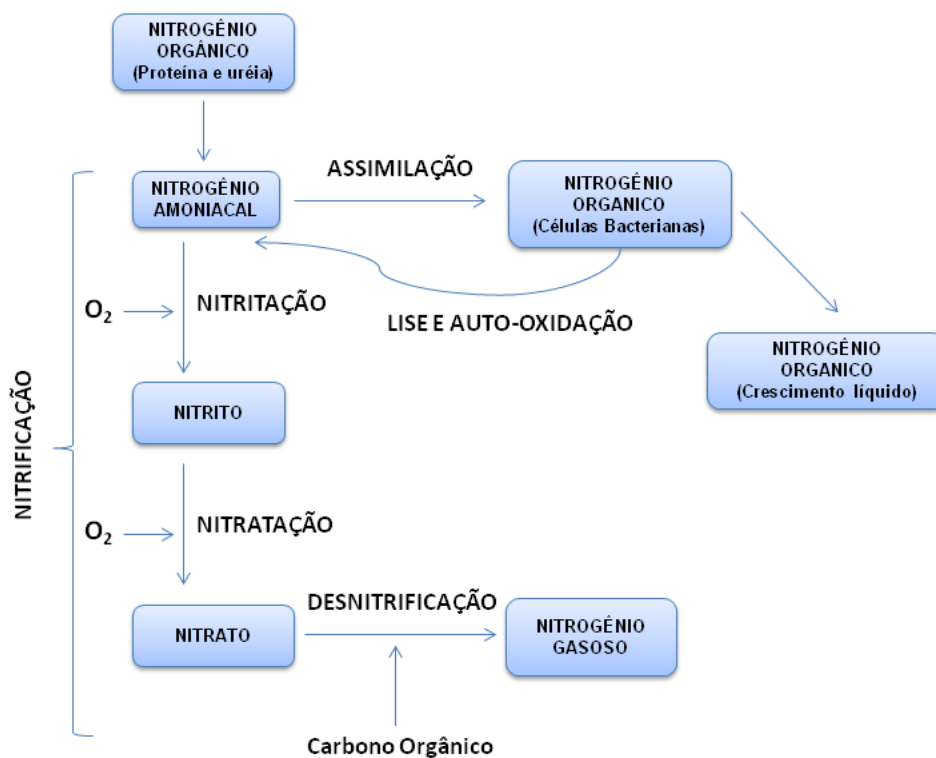 NITROGÊNIO
ORGÂNICO
(Proteína e uréia)
ASSIMILAÇÃO
NITROGÊNIO
AMONIACAL
NITROGÊNIO
ORGANICO
(Células Bacterianas)
O₂
NITRITAÇÃO
LISE E AUTO-OXIDAÇÃO
NITROGÊNIO
ORGANICO
(Crescimento líquido)
NITRITO
NITRIFICAÇÃO
O₂
NITRATAÇÃO
DESNITRIFICAÇÃO
NITRATO
NITROGÊNIO
GASOSO
Carbono Orgânico